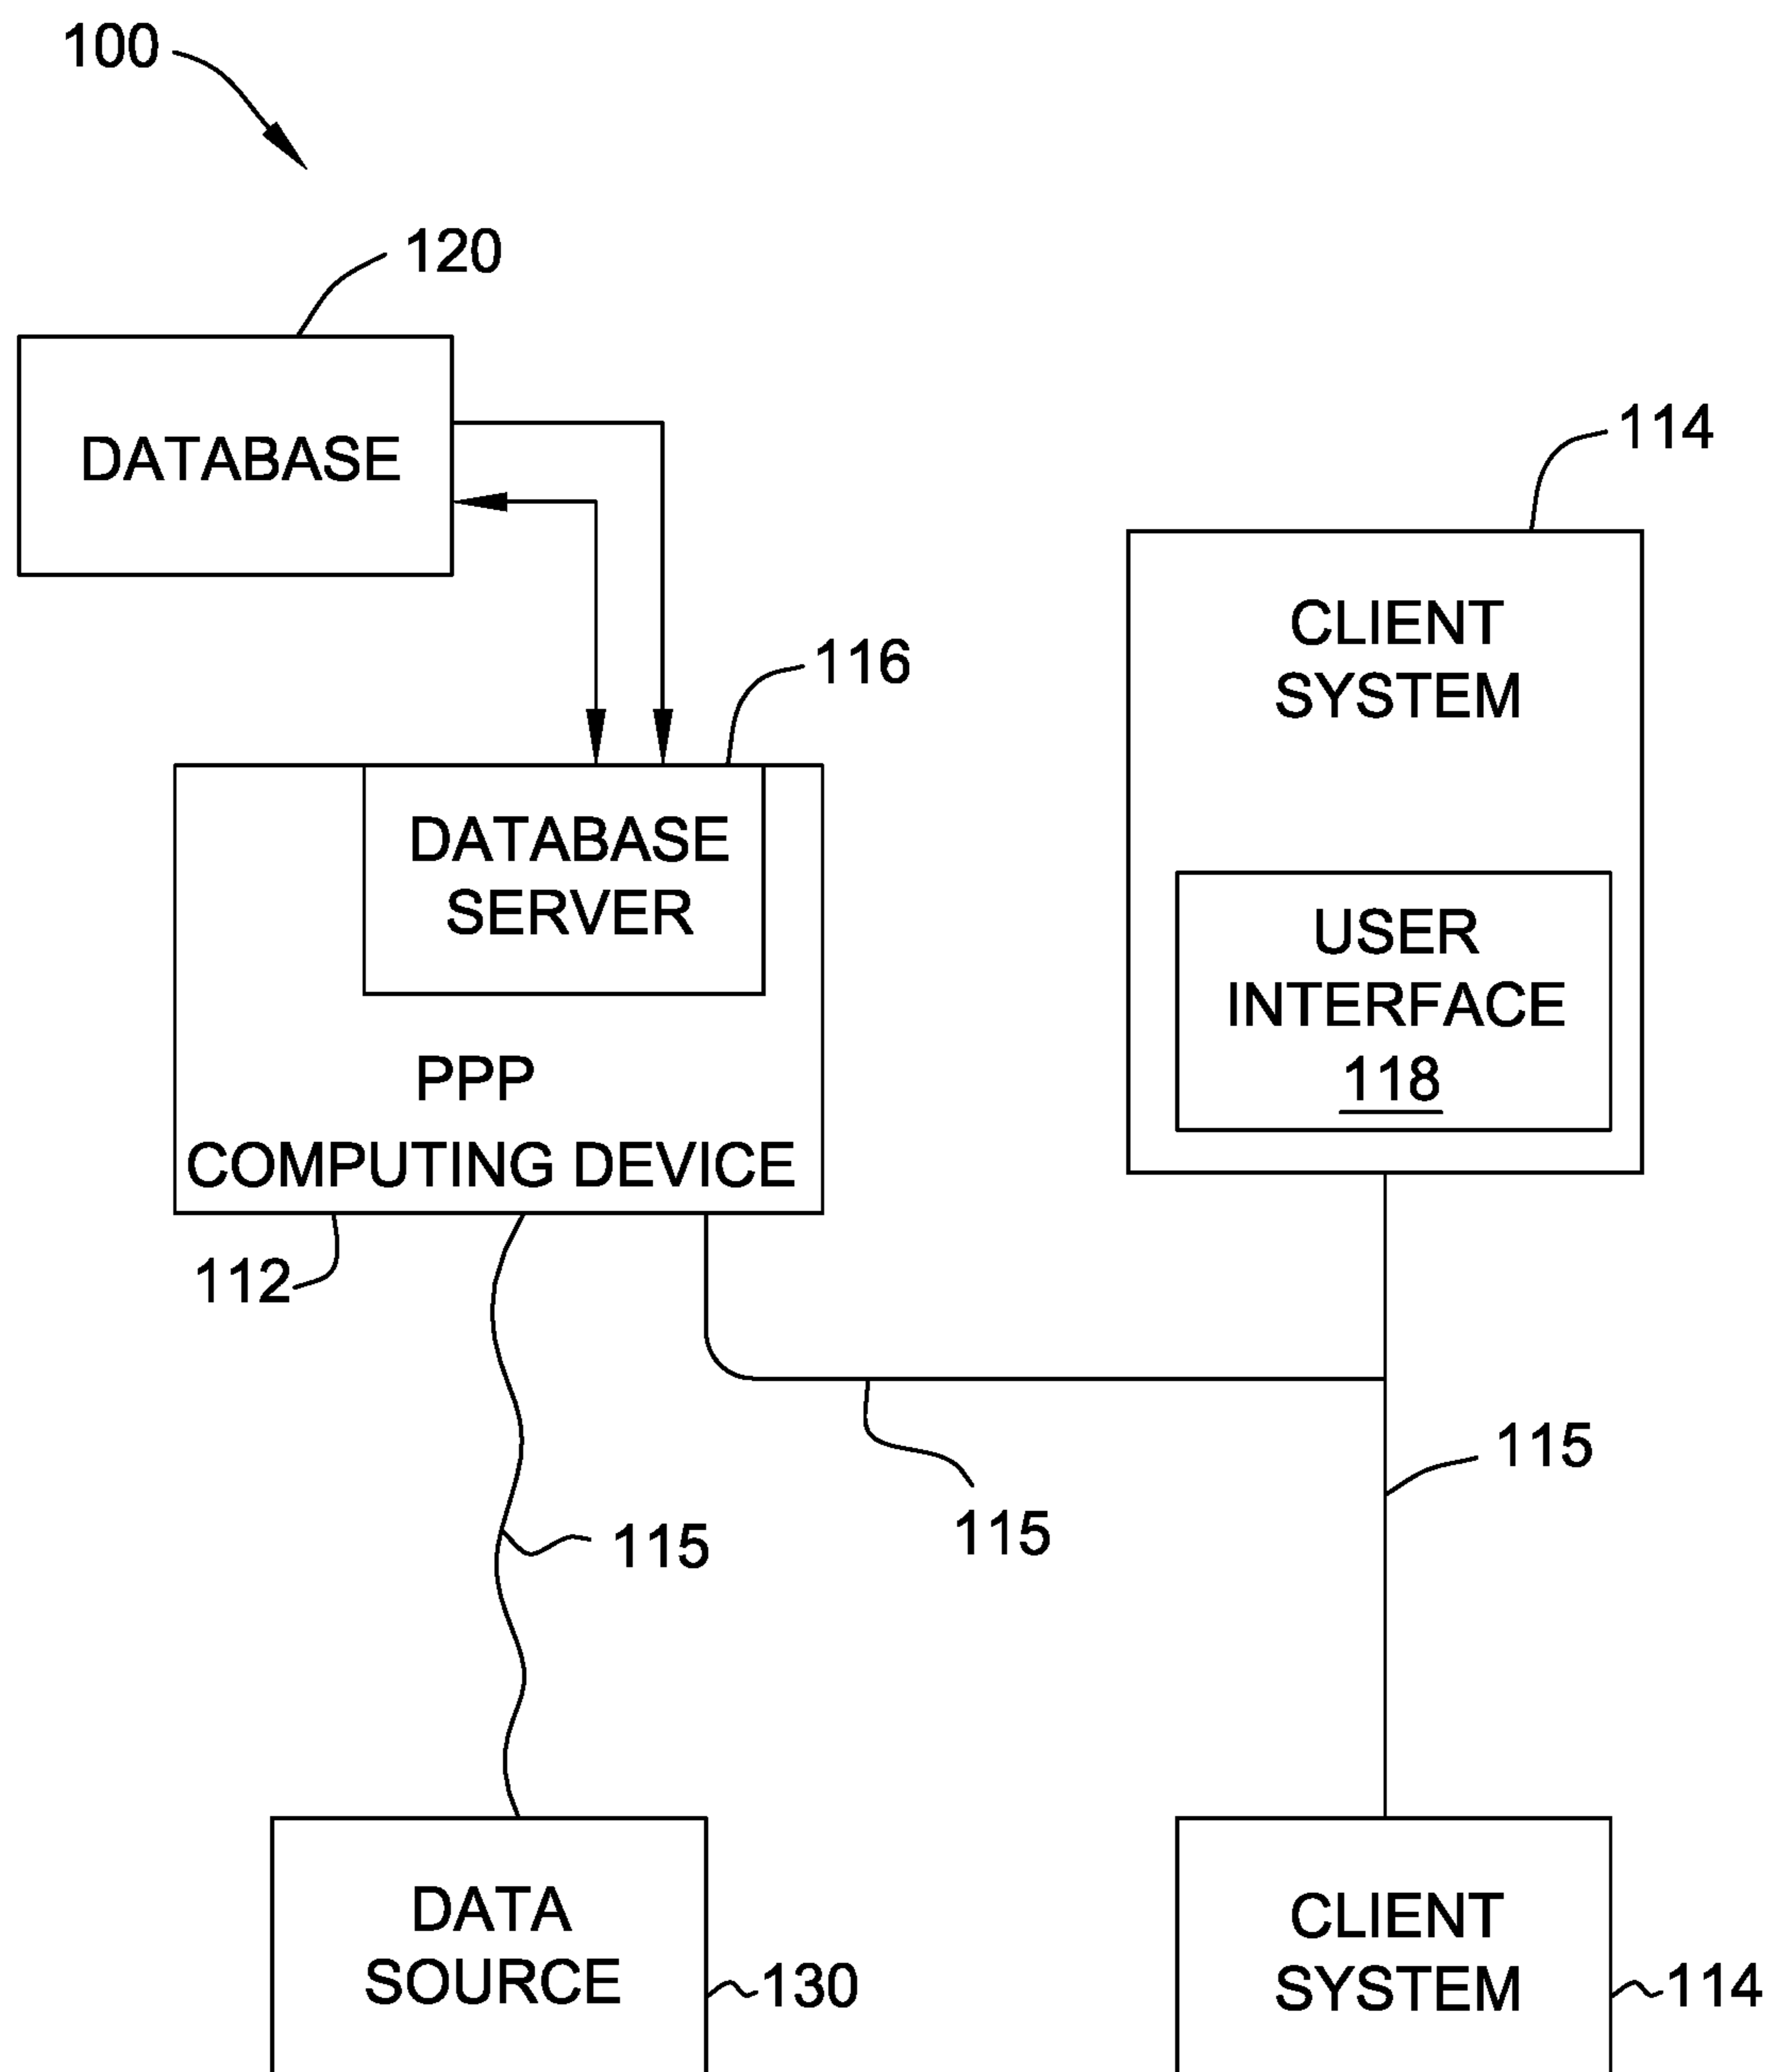 100
120
DATABASE
114
CLIENT
SYSTEM
116
DATABASE
SERVER
USER
INTERFACE
118
PPP
COMPUTING DEVICE
112
115
115
115
DATA
SOURCE
130
CLIENT
SYSTEM
114